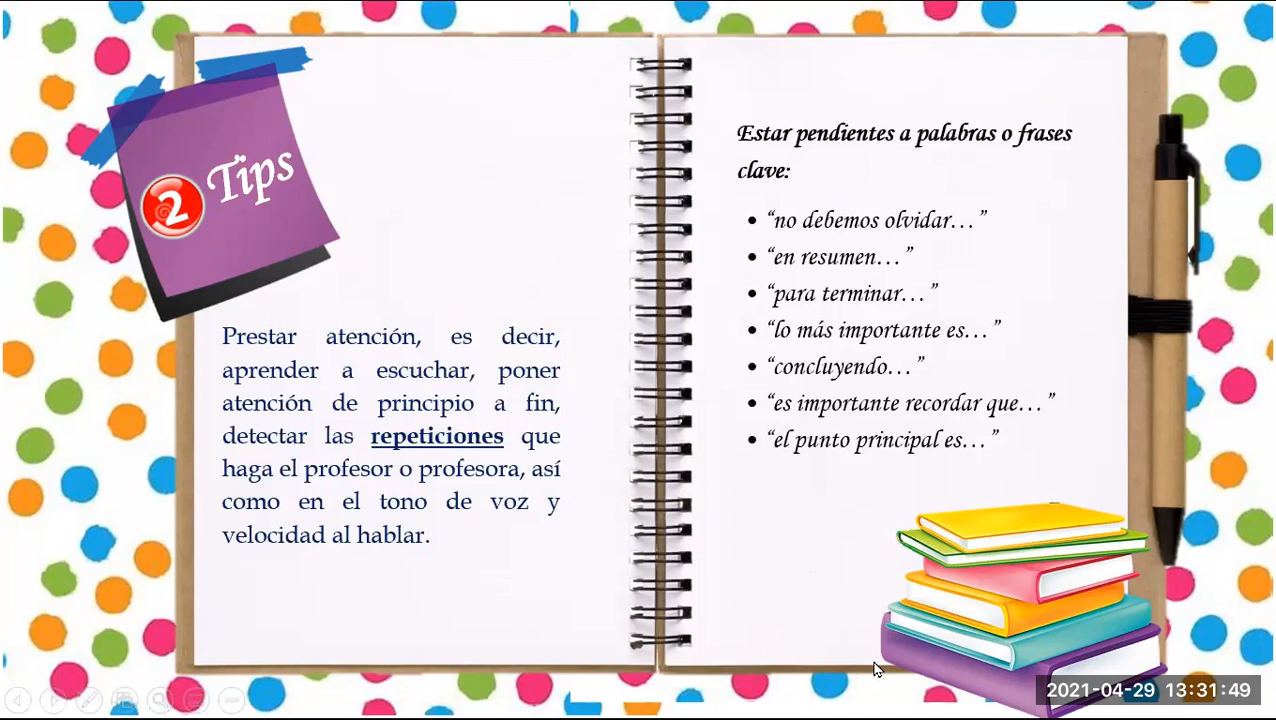 2 Tips
Prestar atención, es decir,
aprender a escuchar, poner
atención de principio a fin,
detectar las repeticiones que
haga el profesor o profesora, así
como en el tono de voz y
velocidad al hablar.
Estar pendientes a palabras o frases
clave:
• “no debemos olvidar…”
• “en resumen…”
• “para terminar…”
• “lo más importante es…”
• “concluyendo…”
• “es importante recordar que…”
• “el punto principal es…”
2021-04-29 13:31:49